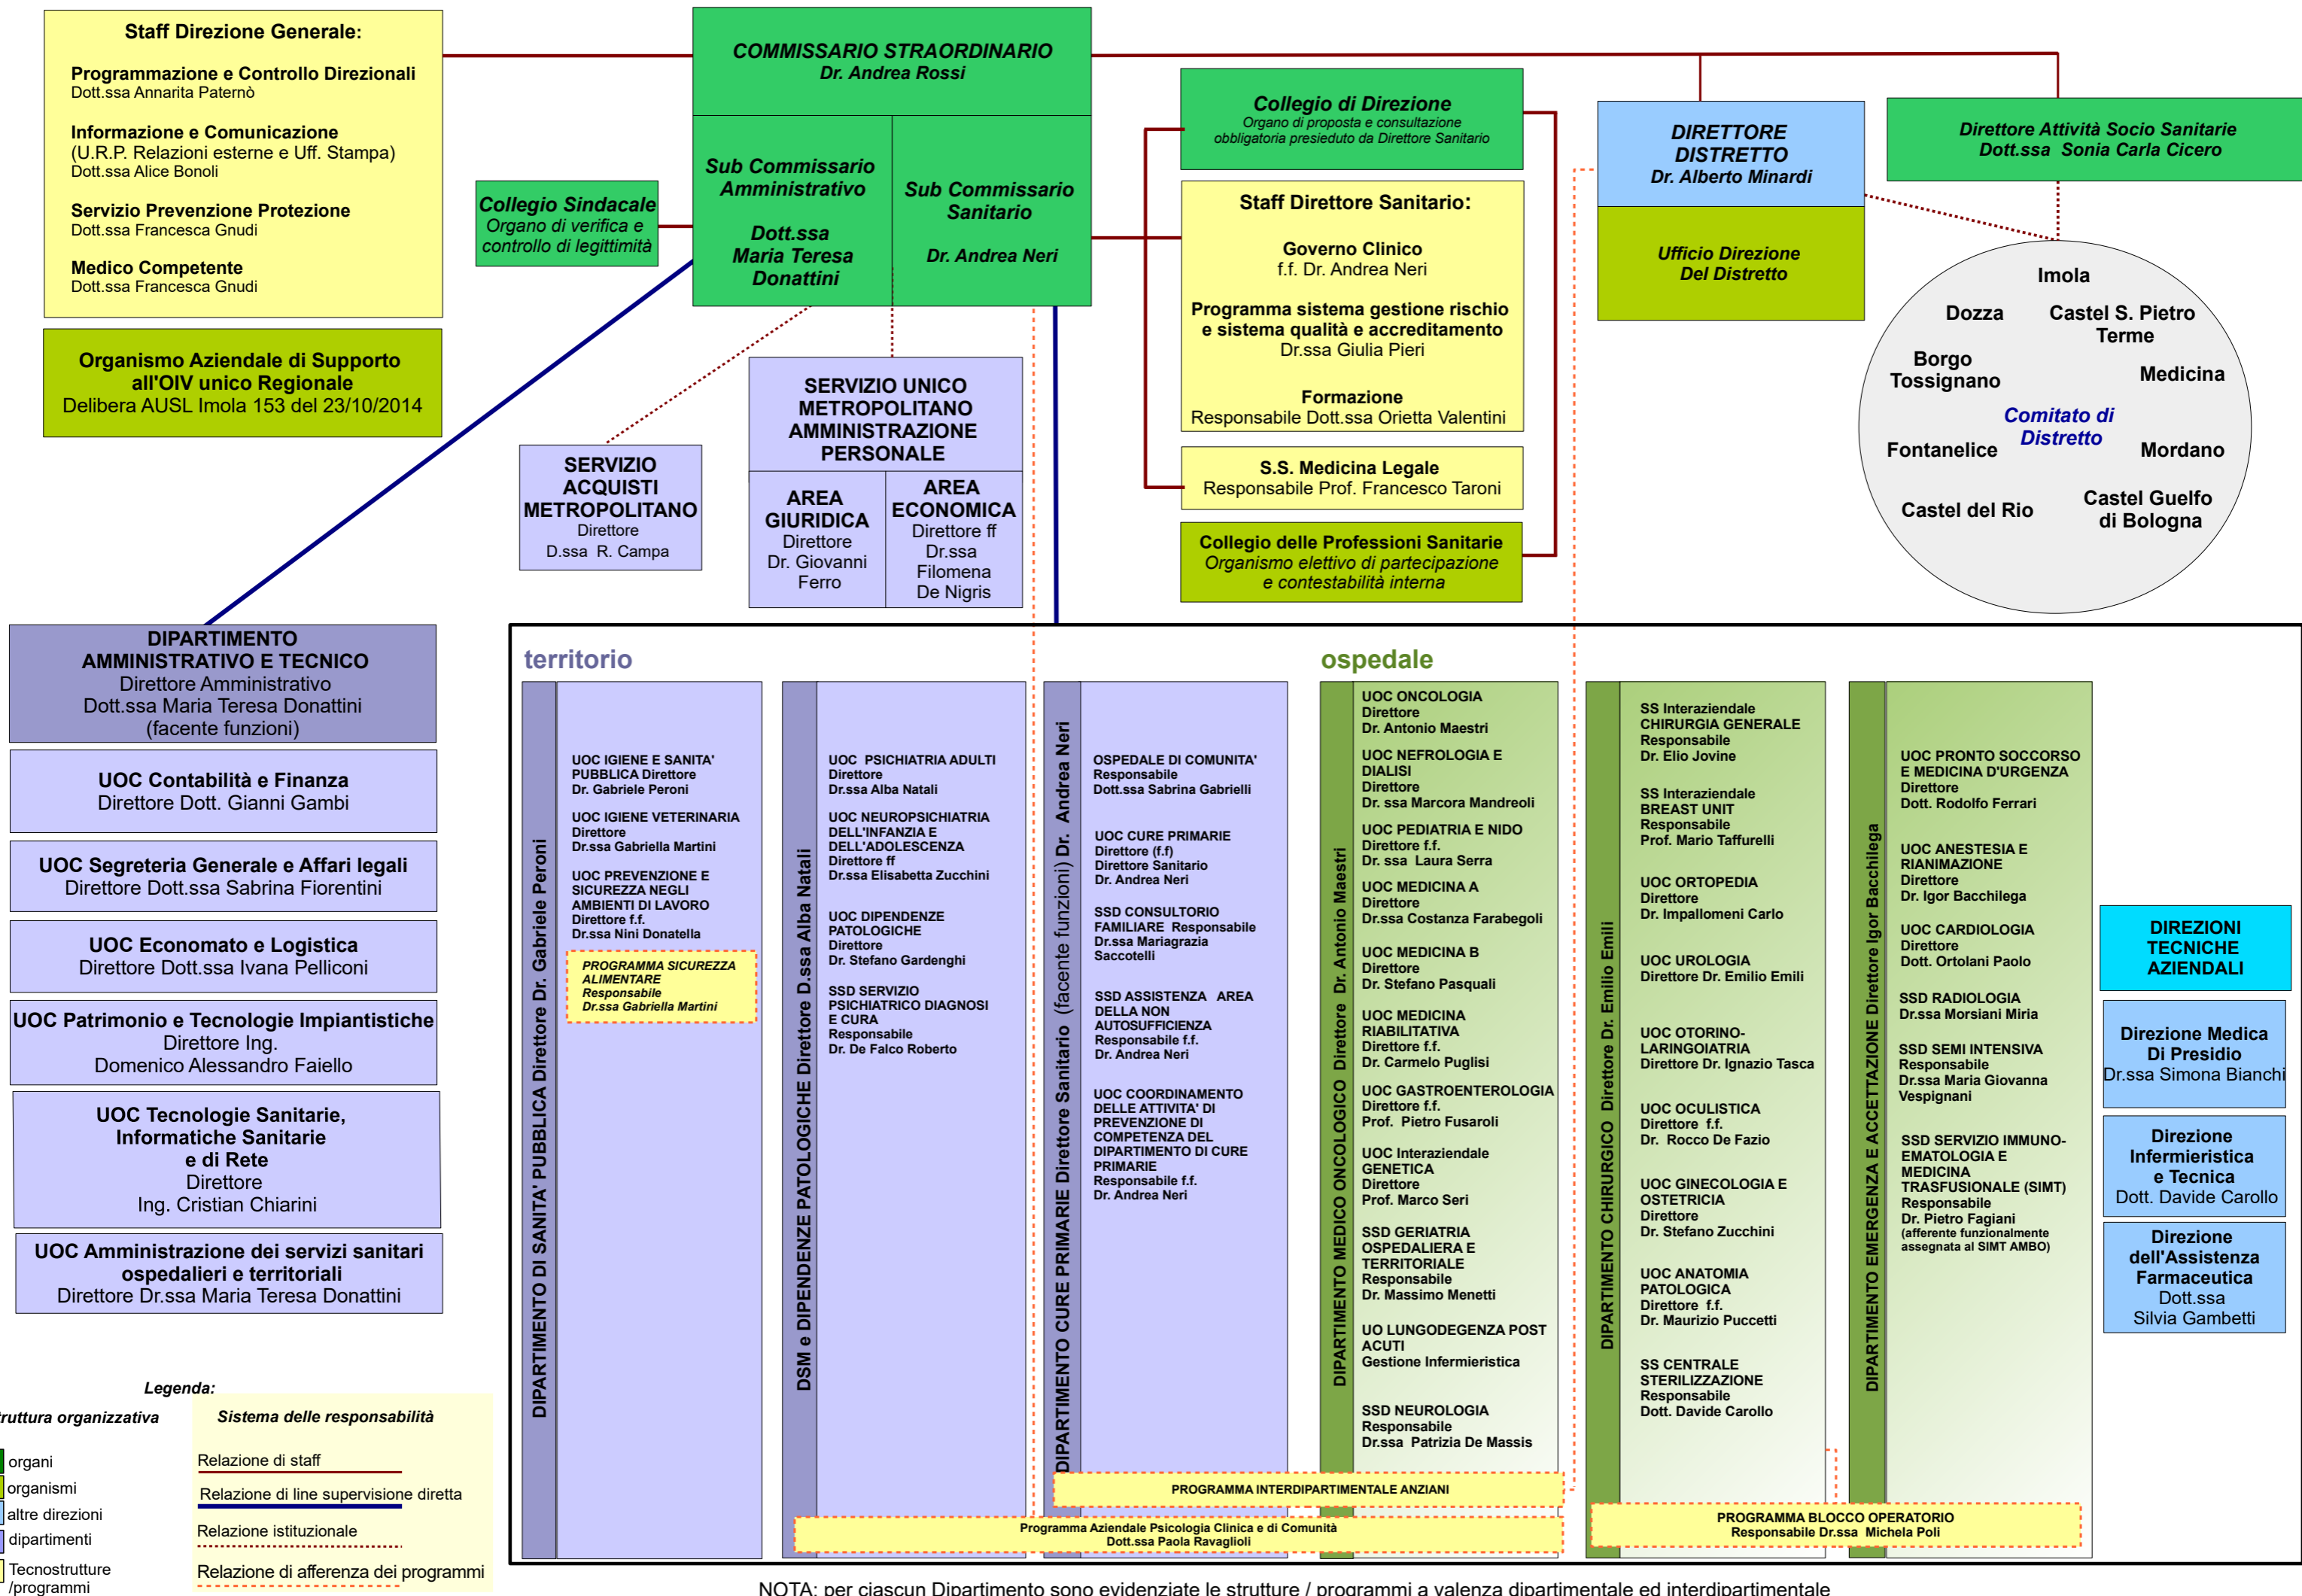 Staff Direzione Generale:
Programmazione e Controllo Direzionali
Dott.ssa Annarita Paternò
Informazione e Comunicazione
(U.R.P. Relazioni esterne e Uff. Stampa)
Dott.ssa Alice Bonoli
Servizio Prevenzione Protezione
Dott.ssa Francesca Gnudi
Medico Competente
Dott.ssa Francesca Gnudi
Organismo Aziendale di Supporto
all'OIV unico Regionale
Delibera AUSL Imola 153 del 23/10/2014
COMMISSARIO STRAORDINARIO
Dr. Andrea Rossi
Sub Commissario
Amministrativo
Dott.ssa
Maria Teresa
Donattini
Sub Commissario
Sanitario
Dr. Andrea Neri
Collegio Sindacale
Organo di verifica e
controllo di legittimità
Collegio di Direzione
Organo di proposta e consultazione
obbligatoria presieduto da Direttore Sanitario
Staff Direttore Sanitario:
Governo Clinico
f.f. Dr. Andrea Neri
Programma sistema gestione rischio
e sistema qualità e accreditamento
Dr.ssa Giulia Pieri
Formazione
Responsabile Dott.ssa Orietta Valentini
S.S. Medicina Legale
Responsabile Prof. Francesco Taroni
Collegio delle Professioni Sanitarie
Organismo elettivo di partecipazione
e contestabilità interna
DIRETTORE
DISTRETTO
Dr. Alberto Minardi
Ufficio Direzione
Del Distretto
Direttore Attività Socio Sanitarie
Dott.ssa Sonia Carla Cicero
Imola
Dozza
Castel S. Pietro
Terme
Borgo
Tossignano
Medicina
Comitato di
Distretto
Fontanelice
Mordano
Castel del Rio
Castel Guelfo
di Bologna
SERVIZIO
ACQUISTI
METROPOLITANO
Direttore
D.ssa R. Campa
SERVIZIO UNICO
METROPOLITANO
AMMINISTRAZIONE
PERSONALE
AREA
GIURIDICA
Direttore
Dr. Giovanni
Ferro
AREA
ECONOMICA
Direttore ff
Dr.ssa
Filomena
De Nigris
DIPARTIMENTO
AMMINISTRATIVO E TECNICO
Direttore Amministrativo
Dott.ssa Maria Teresa Donattini
(facente funzioni)
UOC Contabilità e Finanza
Direttore Dott. Gianni Gambi
UOC Segreteria Generale e Affari legali
Direttore Dott.ssa Sabrina Fiorentini
UOC Economato e Logistica
Direttore Dott.ssa Ivana Pelliconi
UOC Patrimonio e Tecnologie Impiantistiche
Direttore Ing.
Domenico Alessandro Faiello
UOC Tecnologie Sanitarie,
Informatiche Sanitarie
e di Rete
Direttore
Ing. Cristian Chiarini
UOC Amministrazione dei servizi sanitari
ospedalieri e territoriali
Direttore Dr.ssa Maria Teresa Donattini
territorio
DIPARTIMENTO DI SANITA' PUBBLICA Direttore Dr. Gabriele Peroni
UOC IGIENE E SANITA'
PUBBLICA Direttore
Dr. Gabriele Peroni
UOC IGIENE VETERINARIA
Direttore
Dr.ssa Gabriella Martini
UOC PREVENZIONE E
SICUREZZA NEGLI
AMBIENTI DI LAVORO
Direttore f.f.
Dr.ssa Nini Donatella
PROGRAMMA SICUREZZA
ALIMENTARE
Responsabile
Dr.ssa Gabriella Martini
DSM e DIPENDENZE PATOLOGICHE Direttore D.ssa Alba Natali
UOC PSICHIATRIA ADULTI
Direttore
Dr.ssa Alba Natali
UOC NEUROPSICHIATRIA
DELL'INFANZIA E
DELL'ADOLESCENZA
Direttore ff
Dr.ssa Elisabetta Zucchini
UOC DIPENDENZE
PATOLOGICHE
Direttore
Dr. Stefano Gardenghi
SSD SERVIZIO
PSICHIATRICO DIAGNOSI
E CURA
Responsabile
Dr. De Falco Roberto
DIPARTIMENTO CURE PRIMARIE Direttore Sanitario (facente funzioni) Dr. Andrea Neri
OSPEDALE DI COMUNITA'
Responsabile
Dott.ssa Sabrina Gabrielli
UOC CURE PRIMARIE
Direttore (f.f)
Direttore Sanitario
Dr. Andrea Neri
SSD CONSULTORIO
FAMILIARE Responsabile
Dr.ssa Mariagrazia
Saccotelli
SSD ASSISTENZA AREA
DELLA NON
AUTOSUFFICIENZA
Responsabile f.f.
Dr. Andrea Neri
UOC COORDINAMENTO
DELLE ATTIVITA' DI
PREVENZIONE DI
COMPETENZA DEL
DIPARTIMENTO DI CURE
PRIMARIE
Responsabile f.f.
Dr. Andrea Neri
ospedale
DIPARTIMENTO MEDICO ONCOLOGICO Direttore Dr. Antonio Maestri
UOC ONCOLOGIA
Direttore
Dr. Antonio Maestri
UOC NEFROLOGIA E
DIALISI
Direttore
Dr. ssa Marcora Mandreoli
UOC PEDIATRIA E NIDO
Direttore f.f.
Dr. ssa Laura Serra
UOC MEDICINA A
Direttore
Dr.ssa Costanza Farabegoli
UOC MEDICINA B
Direttore
Dr. Stefano Pasquali
UOC MEDICINA
RIABILITATIVA
Direttore f.f.
Dr. Carmelo Puglisi
UOC GASTROENTEROLOGIA
Direttore f.f.
Prof. Pietro Fusaroli
UOC Interaziendale
GENETICA
Direttore
Prof. Marco Seri
SSD GERIATRIA
OSPEDALIERA E
TERRITORIALE
Responsabile
Dr. Massimo Menetti
UO LUNGODEGENZA POST
ACUTI
Gestione Infermieristica
SSD NEUROLOGIA
Responsabile
Dr.ssa Patrizia De Massis
DIPARTIMENTO CHIRURGICO Direttore Dr. Emilio Emili
SS Interaziendale
CHIRURGIA GENERALE
Responsabile
Dr. Elio Jovine
SS Interaziendale
BREAST UNIT
Responsabile
Prof. Mario Taffurelli
UOC ORTOPEDIA
Direttore
Dr. Impallomeni Carlo
UOC UROLOGIA
Direttore Dr. Emilio Emili
UOC OTORINO-
LARINGOIATRIA
Direttore Dr. Ignazio Tasca
UOC OCULISTICA
Direttore f.f.
Dr. Rocco De Fazio
UOC GINECOLOGIA E
OSTETRICIA
Direttore
Dr. Stefano Zucchini
UOC ANATOMIA
PATOLOGICA
Direttore f.f.
Dr. Maurizio Puccetti
SS CENTRALE
STERILIZZAZIONE
Responsabile
Dott. Davide Carollo
DIPARTIMENTO EMERGENZA E ACCETTAZIONE Direttore Igor Bacchilega
UOC PRONTO SOCCORSO
E MEDICINA D'URGENZA
Direttore
Dott. Rodolfo Ferrari
UOC ANESTESIA E
RIANIMAZIONE
Direttore
Dr. Igor Bacchilega
UOC CARDIOLOGIA
Direttore
Dott. Ortolani Paolo
SSD RADIOLOGIA
Dr.ssa Morsiani Miria
SSD SEMI INTENSIVA
Responsabile
Dr.ssa Maria Giovanna
Vespignani
SSD SERVIZIO IMMUNO-
EMATOLOGIA E
MEDICINA
TRASFUSIONALE (SIMT)
Responsabile
Dr. Pietro Fagiani
(afferente funzionalmente
assegnata al SIMT AMBO)
DIREZIONI
TECNICHE
AZIENDALI
Direzione Medica
Di Presidio
Dr.ssa Simona Bianchi
Direzione
Infermieristica
e Tecnica
Dott. Davide Carollo
Direzione
dell'Assistenza
Farmaceutica
Dott.ssa
Silvia Gambetti
PROGRAMMA INTERDIPARTIMENTALE ANZIANI
Programma Aziendale Psicologia Clinica e di Comunità
Dott.ssa Paola Ravaglioli
PROGRAMMA BLOCCO OPERATORIO
Responsabile Dr.ssa Michela Poli
Legenda:
ruttura organizzativa
organi
organismi
altre direzioni
dipartimenti
Tecnostrutture
/programmi
Sistema delle responsabilità
Relazione di staff
Relazione di line supervisione diretta
Relazione istituzionale
Relazione di afferenza dei programmi
NOTA: per ciascun Dipartimento sono evidenziate le strutture / programmi a valenza dipartimentale ed interdipartimentale